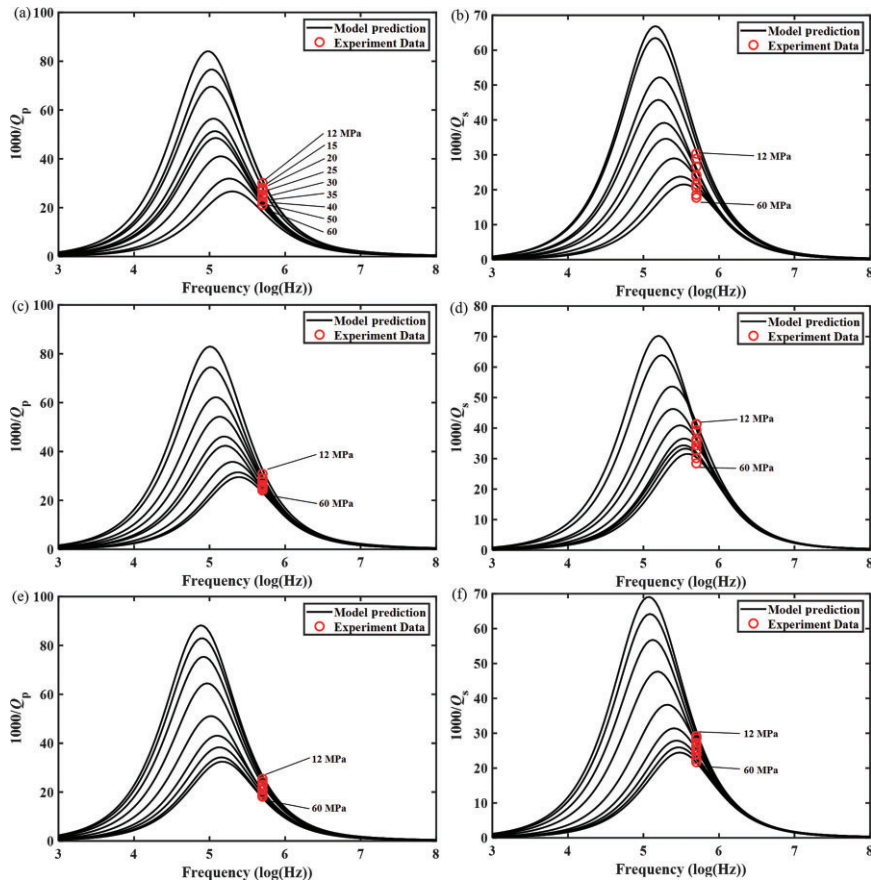 (a)
100
80
60
40
20
0
1000/Qp
3 4 5 6 7 8
Frequency (log(Hz))
Model prediction
Experiment Data
12 MPa
15
20
25
30
35
40
50
60
(b)
70
60
50
40
30
20
10
0
1000/Qs
3 4 5 6 7 8
Frequency (log(Hz))
Model prediction
Experiment Data
12 MPa
60 MPa
(c)
100
80
60
40
20
0
1000/Qp
3 4 5 6 7 8
Frequency (log(Hz))
Model prediction
Experiment Data
12 MPa
60 MPa
(d)
80
70
60
50
40
30
20
10
0
1000/Qs
3 4 5 6 7 8
Frequency (log(Hz))
Model prediction
Experiment Data
12 MPa
60 MPa
(e)
100
80
60
40
20
0
1000/Qp
3 4 5 6 7 8
Frequency (log(Hz))
Model prediction
Experiment Data
12 MPa
60 MPa
(f)
70
60
50
40
30
20
10
0
1000/Qs
3 4 5 6 7 8
Frequency (log(Hz))
Model prediction
Experiment Data
12 MPa
60 MPa